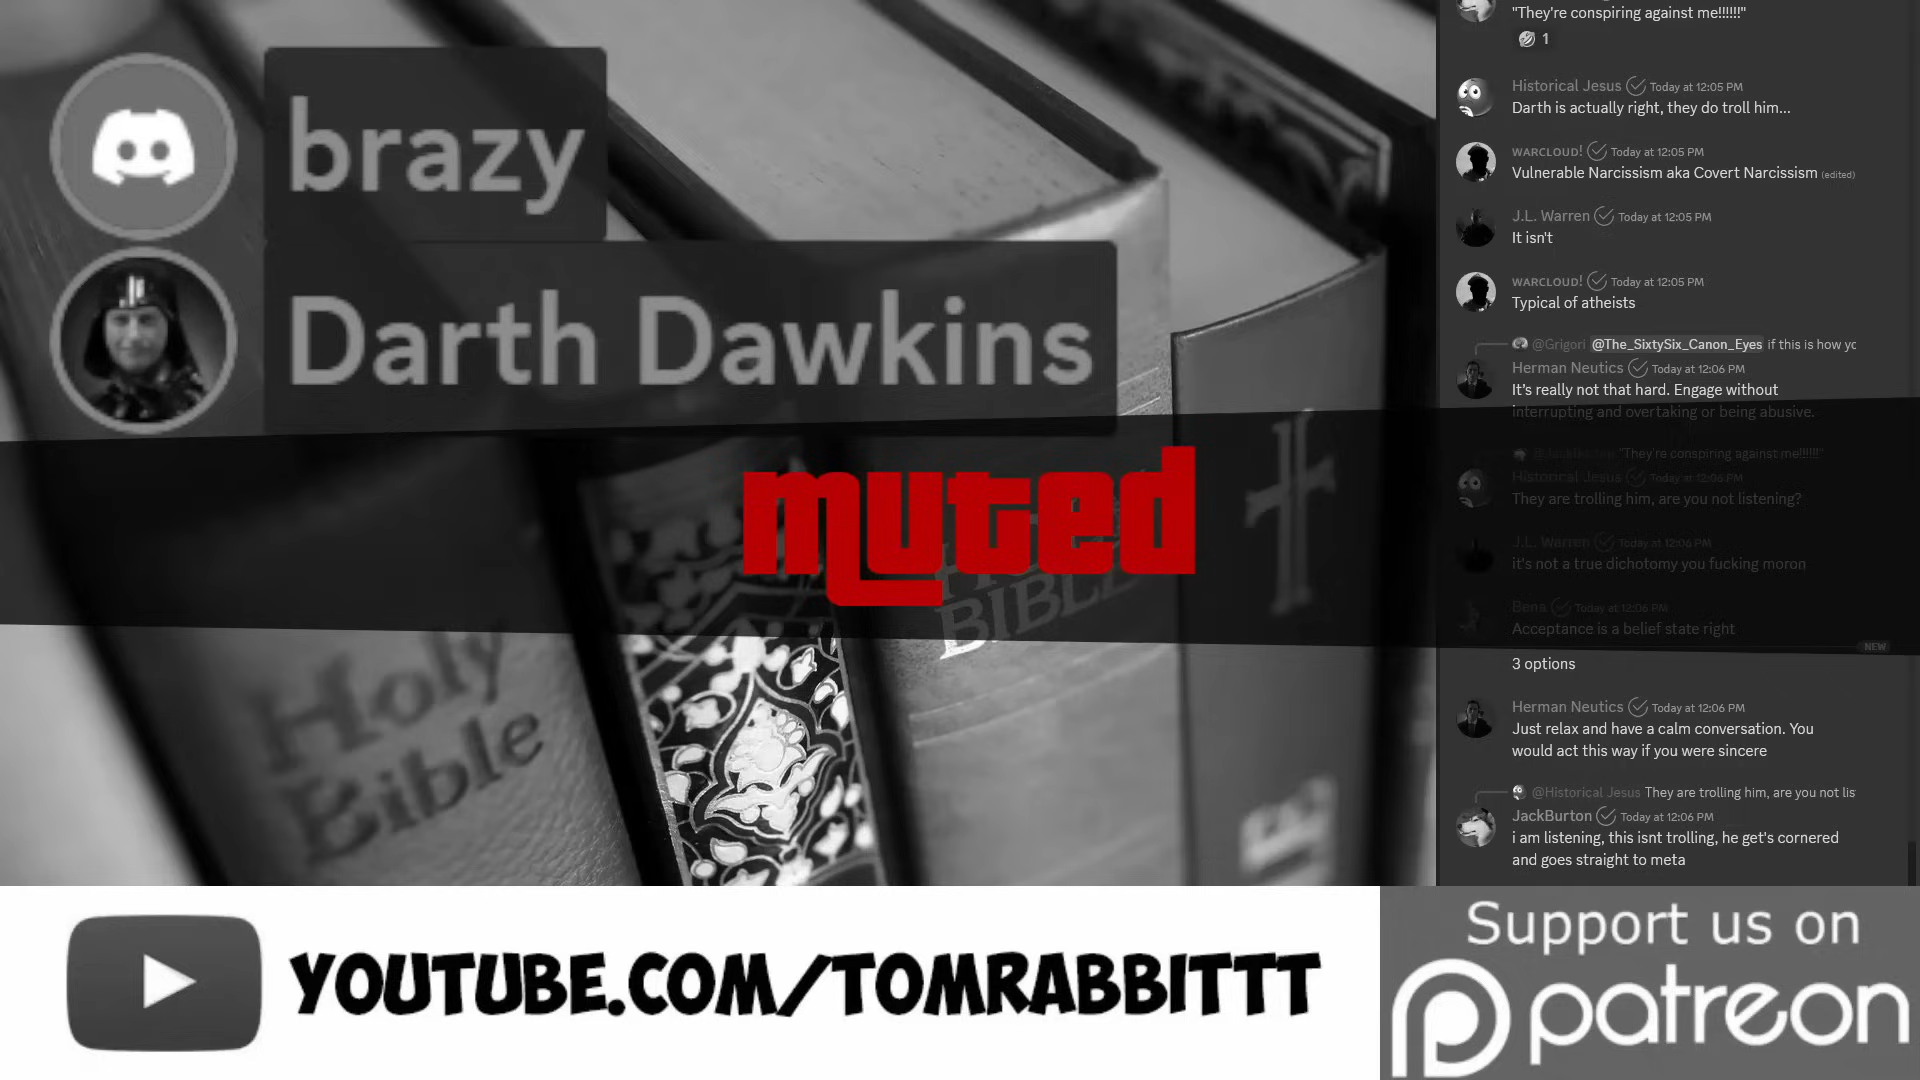 brazy
Darth Dawkins
muted
Holy
Bible
BIBLE
"They're conspiring against me!!!!!!"
1
Historical Jesus Today at 12:05 PM
Darth is actually right, they do troll him...
WARCLOUD! Today at 12:05 PM
Vulnerable Narcissism aka Covert Narcissism (edited)
J.L. Warren Today at 12:05 PM
It isn't
WARCLOUD! Today at 12:05 PM
Typical of atheists
@Grigori @The_SixtySix_Canon_Eyes if this is how yo
Herman Neutics Today at 12:06 PM
It's really not that hard. Engage without
interrupting and overtaking or being abusive.
"They're conspiring against me!!!!!!"
Historical Jesus Today at 12:06 PM
They are trolling him, are you not listening?
J.L. Warren Today at 12:06 PM
it's not a true dichotomy you fucking moron
Bena Today at 12:06 PM
Acceptance is a belief state right
NEW
3 options
Herman Neutics Today at 12:06 PM
Just relax and have a calm conversation. You
would act this way if you were sincere
@Historical Jesus They are trolling him, are you not lis
JackBurton Today at 12:06 PM
i am listening, this isnt trolling, he get's cornered
and goes straight to meta
YOUTUBE.COM/TOMRABBITTT
Support us on
patreon